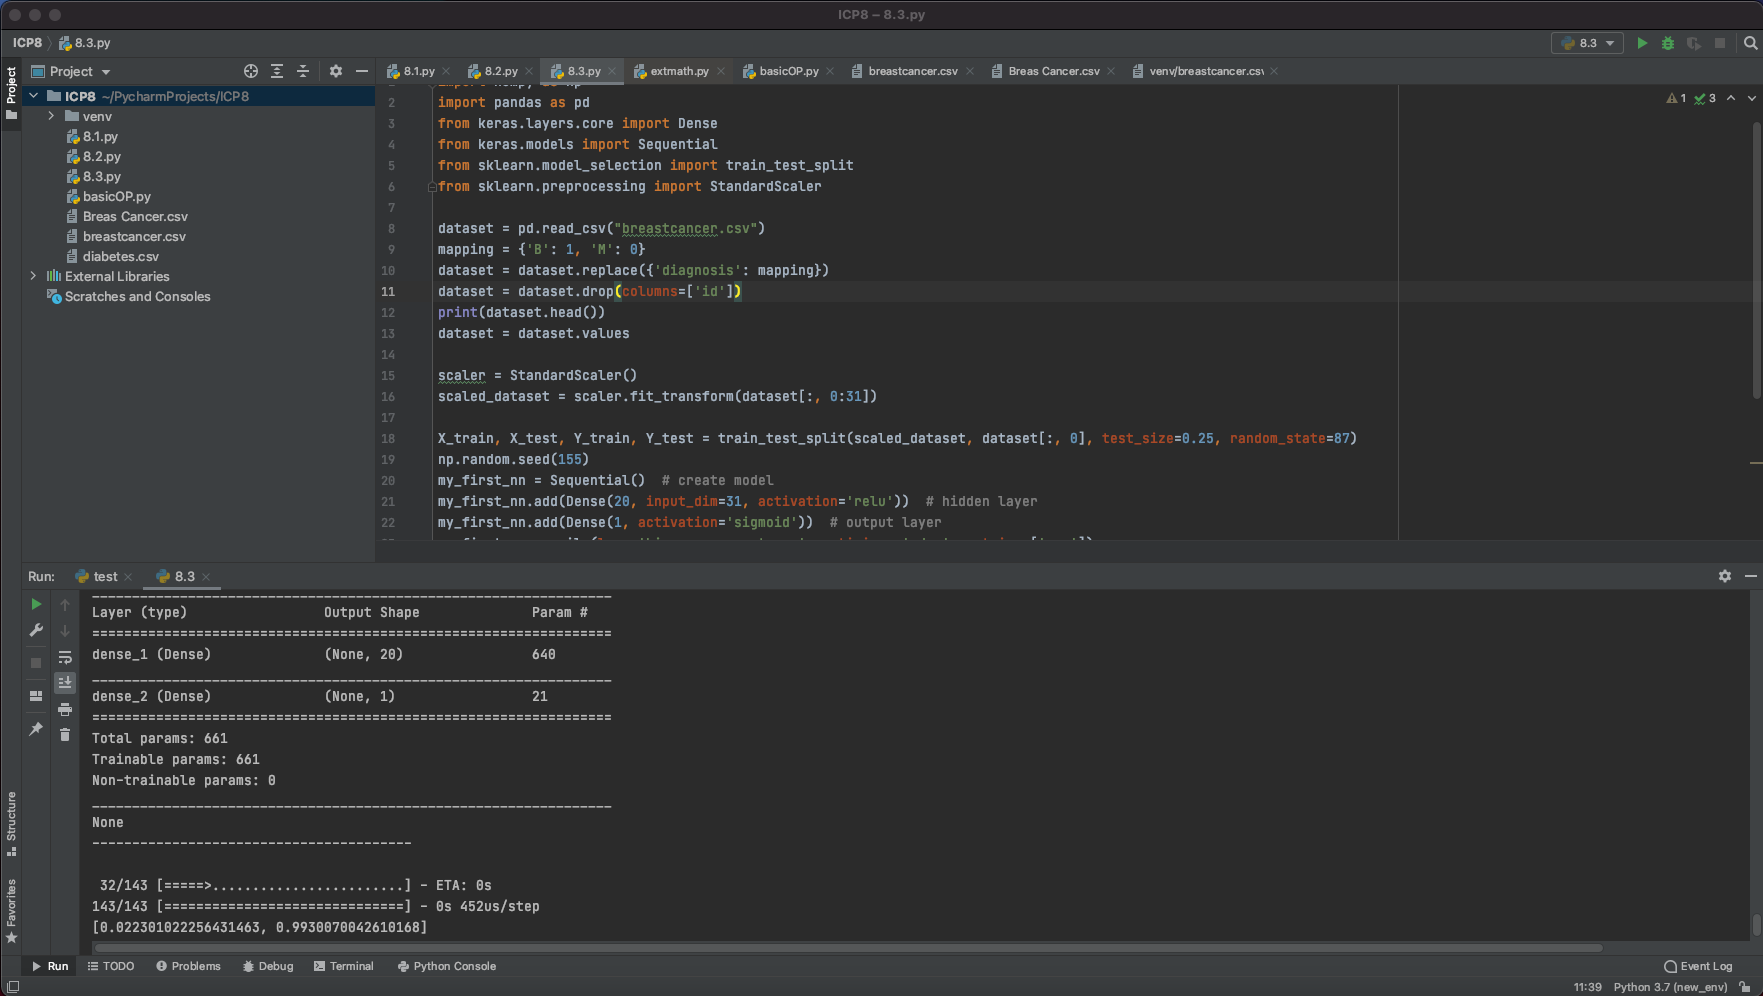 ICP8 – 8.3.py
ICP8 8.3.py
8.3
Project
Project
8.1.py
8.2.py
8.3.py
extmath.py
basicOP.py
breastcancer.csv
Breas Cancer.csv
venv/breastcancer.csv
ICP8 ~/PycharmProjects/ICP8
venv
8.1.py
8.2.py
8.3.py
basicOP.py
Breas Cancer.csv
breastcancer.csv
diabetes.csv
External Libraries
Scratches and Consoles
1 3
2 import pandas as pd
3 from keras.layers.core import Dense
4 from keras.models import Sequential
5 from sklearn.model_selection import train_test_split
6 from sklearn.preprocessing import StandardScaler
7
8 dataset = pd.read_csv("breastcancer.csv")
9 mapping = {'B': 1, 'M': 0}
10 dataset = dataset.replace({'diagnosis': mapping})
11 dataset = dataset.drop(columns=['id'])
12 print(dataset.head())
13 dataset = dataset.values
14
15 scaler = StandardScaler()
16 scaled_dataset = scaler.fit_transform(dataset[:, 0:31])
17
18 X_train, X_test, Y_train, Y_test = train_test_split(scaled_dataset, dataset[:, 0], test_size=0.25, random_state=87)
19 np.random.seed(155)
20 my_first_nn = Sequential()  # create model
21 my_first_nn.add(Dense(20, input_dim=31, activation='relu'))  # hidden layer
22 my_first_nn.add(Dense(1, activation='sigmoid'))  # output layer
Run: test 8.3
_________________________________________________________________
Layer (type) Output Shape Param #
=================================================================
dense_1 (Dense) (None, 20) 640
_________________________________________________________________
dense_2 (Dense) (None, 1) 21
=================================================================
Total params: 661
Trainable params: 661
Non-trainable params: 0
_________________________________________________________________
None
----------------------------------------
32/143 [=====>........................] - ETA: 0s
143/143 [==============================] - 0s 452us/step
[0.022301022256431463, 0.9930070042610168]
Structure
Favorites
Run TODO Problems Debug Terminal Python Console Event Log
11:39 Python 3.7 (new_env)